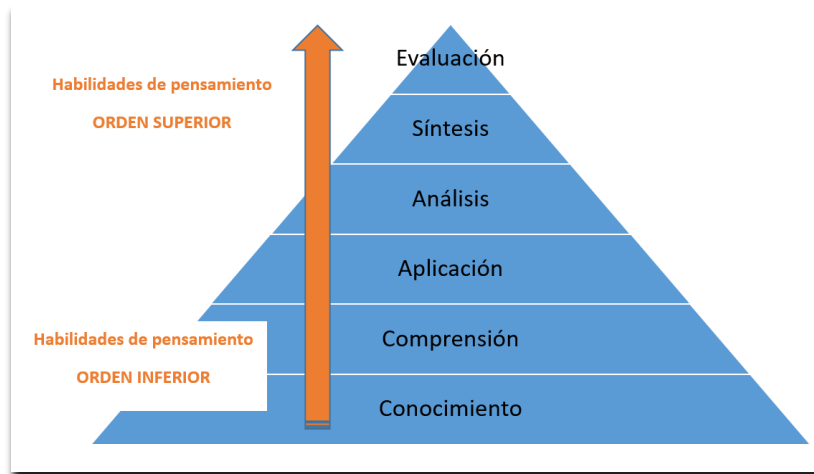 Evaluación
Habilidades de pensamiento
ORDEN SUPERIOR
Síntesis
Análisis
Aplicación
Habilidades de pensamiento
ORDEN INFERIOR
Comprensión
Conocimiento